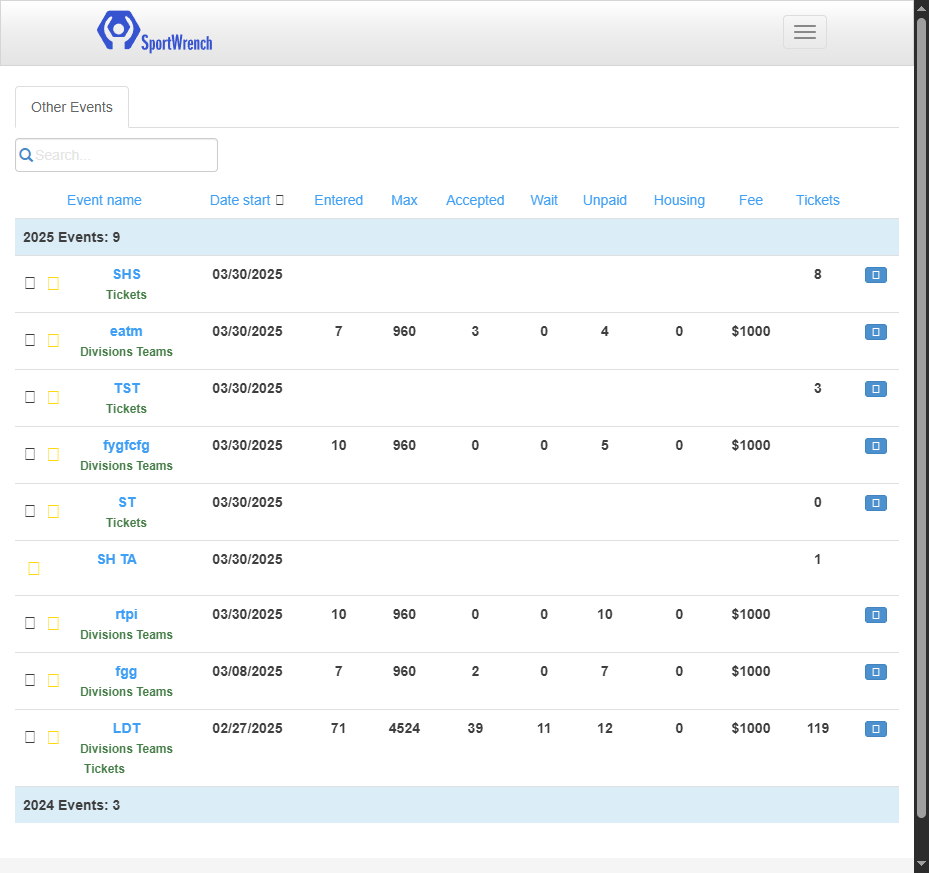 SportWrench
Other Events
Search...
Event name Date start Entered Max Accepted Wait Unpaid Housing Fee Tickets
2025 Events: 9
SHS 03/30/2025 8
Tickets
eatm 03/30/2025 7 960 3 0 4 0 $1000
Divisions Teams
TST 03/30/2025 3
Tickets
fygfcfg 03/30/2025 10 960 0 0 5 0 $1000
Divisions Teams
ST 03/30/2025 0
Tickets
SH TA 03/30/2025 1
rtpi 03/30/2025 10 960 0 0 10 0 $1000
Divisions Teams
fgg 03/08/2025 7 960 2 0 7 0 $1000
Divisions Teams
LDT 02/27/2025 71 4524 39 11 12 0 $1000 119
Divisions Teams
Tickets
2024 Events: 3